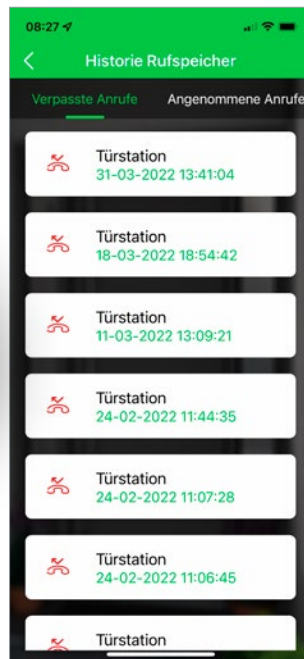 08:27
Historie Rufspeicher
Verpasste Anrufe Angenommene Anrufe
Türstation
31-03-2022 13:41:04
Türstation
18-03-2022 18:54:42
Türstation
11-03-2022 13:09:21
Türstation
24-02-2022 11:44:35
Türstation
24-02-2022 11:07:28
Türstation
24-02-2022 11:06:45
Türstation